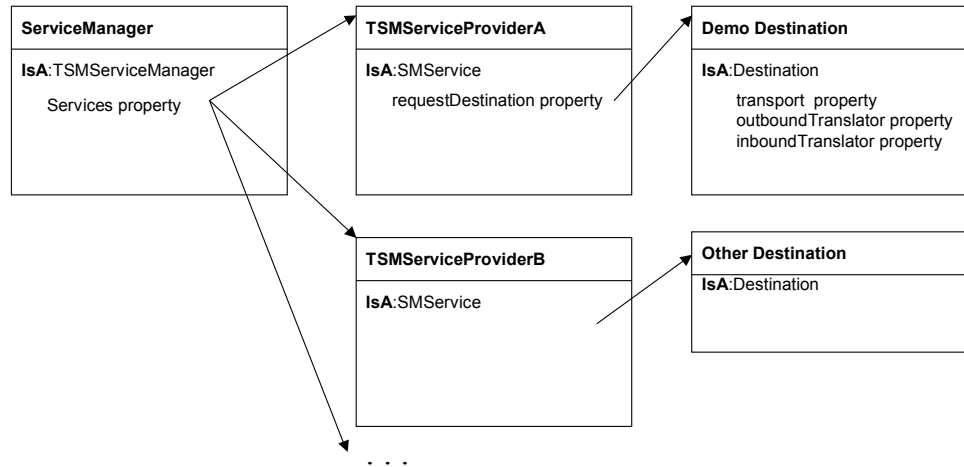 ServiceManager
IsA:TSMServiceManager
Services property
TSMServiceProviderA
IsA:SMService
requestDestination property
Demo Destination
IsA:Destination
transport property
outboundTranslator property
inboundTranslator property
TSMServiceProviderB
IsA:SMService
Other Destination
IsA:Destination
. . .